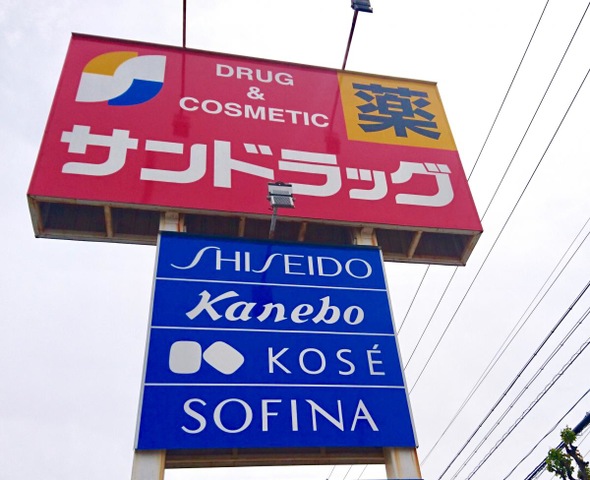 DRUG
&
COSMETIC
薬
サンドラッグ
SHISEIDO
Kanebo
KOSÉ
SOFINA